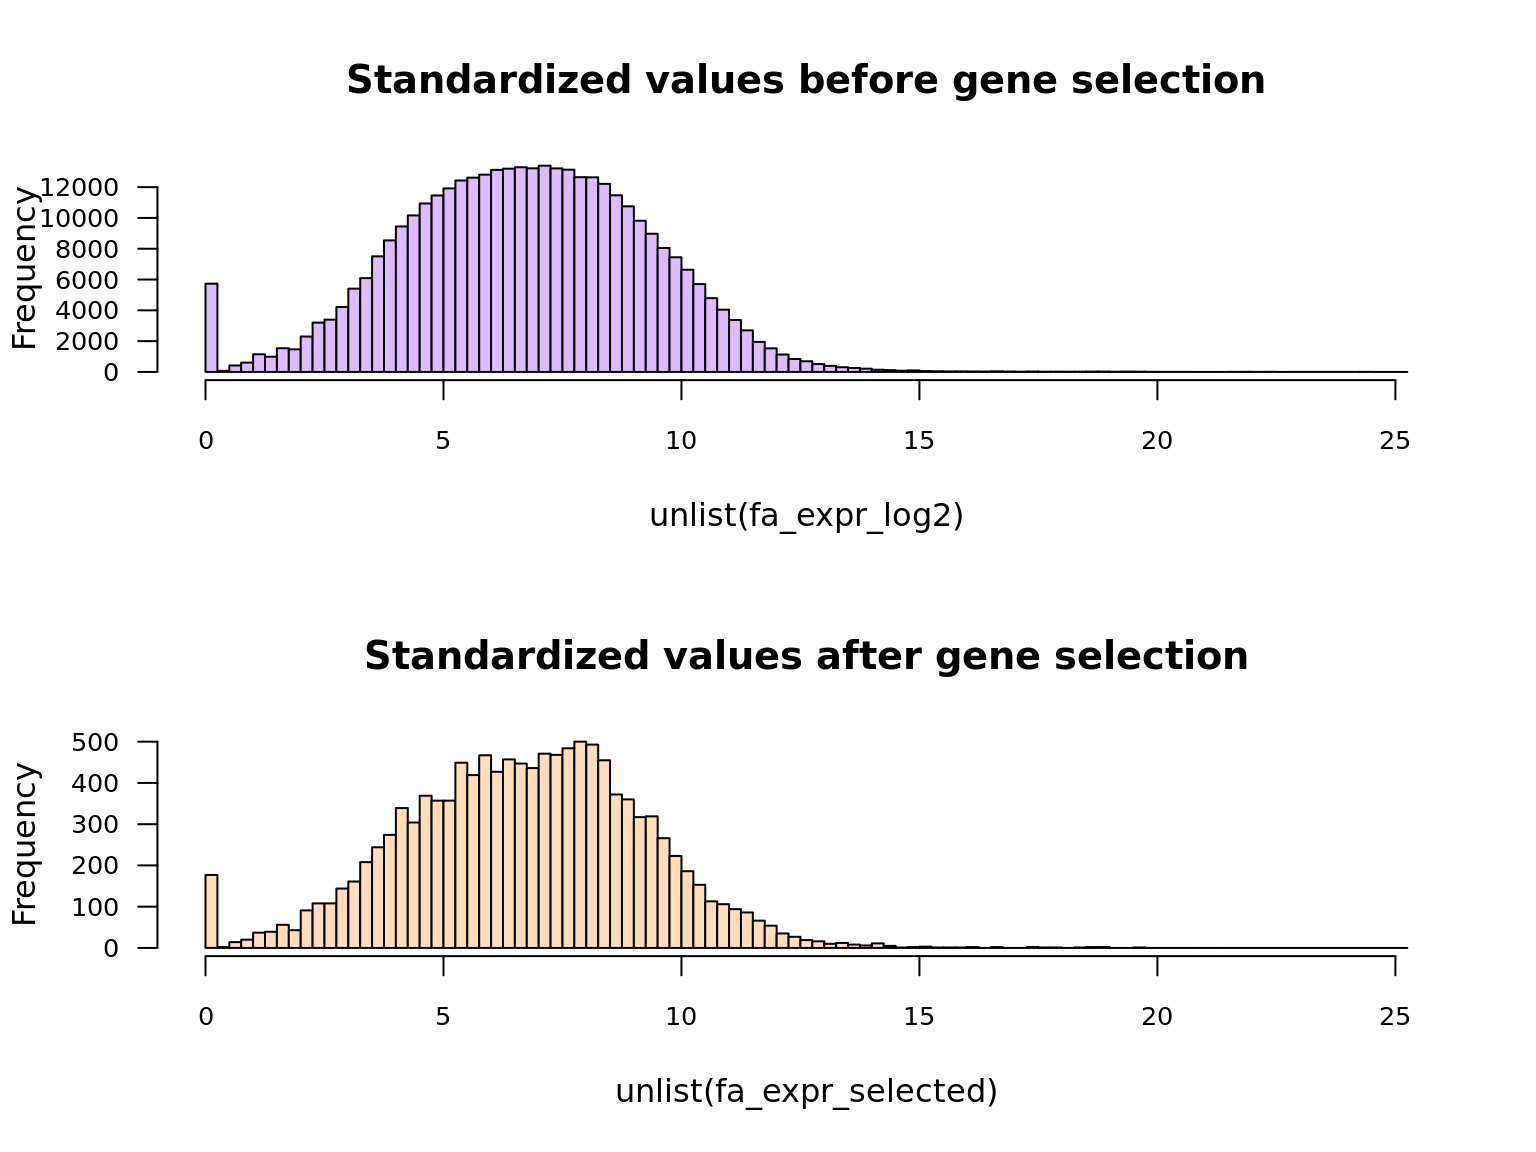 Standardized values before gene selection
Frequency
12000
10000
8000
6000
4000
2000
0
0 5 10 15 20 25
unlist(fa_expr_log2)
Standardized values after gene selection
Frequency
500
400
300
200
100
0
0 5 10 15 20 25
unlist(fa_expr_selected)